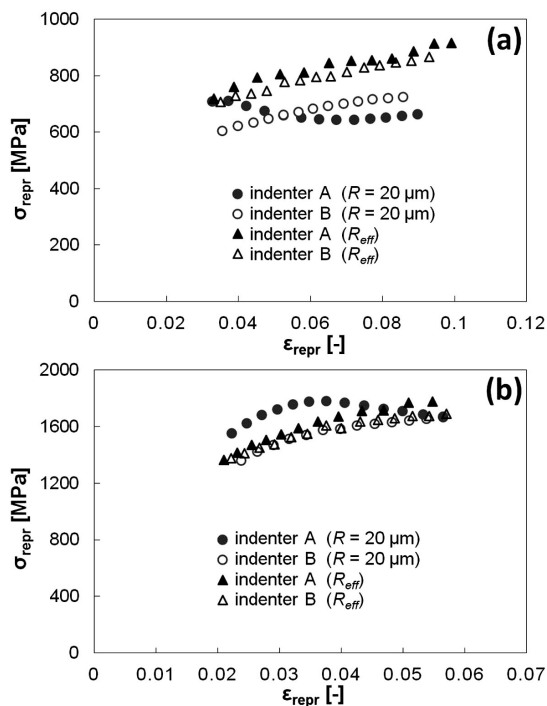 1000
(a)
800
600
σrepr [MPa]
400
indenter A (R = 20 µm)
indenter B (R = 20 µm)
indenter A (Reff)
indenter B (Reff)
200
0
0 0.02 0.04 0.06 0.08 0.1 0.12
εrepr [-]
2000
(b)
1600
1200
σrepr [MPa]
800
indenter A (R = 20 µm)
indenter B (R = 20 µm)
indenter A (Reff)
indenter B (Reff)
400
0
0.00 0.01 0.02 0.03 0.04 0.05 0.06 0.07
εrepr [-]